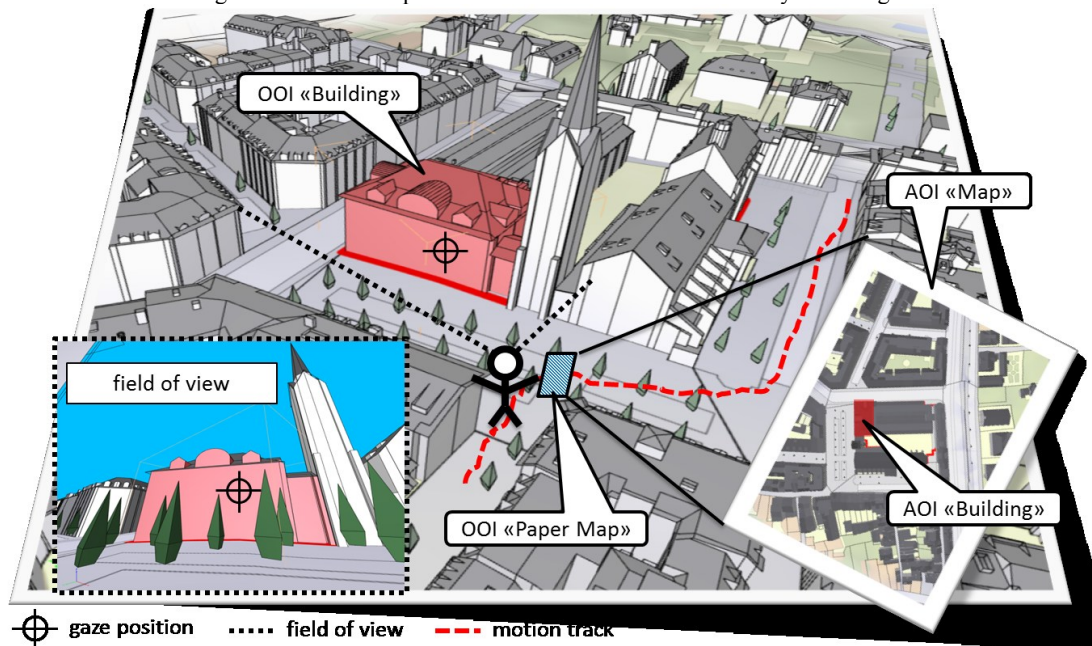 OOI «Building»
AOI «Map»
field of view
AOI «Building»
OOI «Paper Map»
gaze position field of view motion track